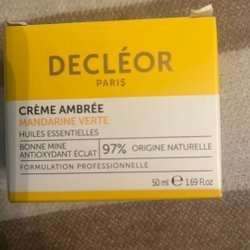 DECLÉOR
PARIS
CRÈME AMBRÉE
MANDARINE VERTE
HUILES ESSENTIELLES
BONNE MINE
ANTIOXYDANT ÉCLAT
97% ORIGINE NATURELLE
FORMULATION PROFESSIONNELLE
50 ml ℮ 1.69 Fl.oz